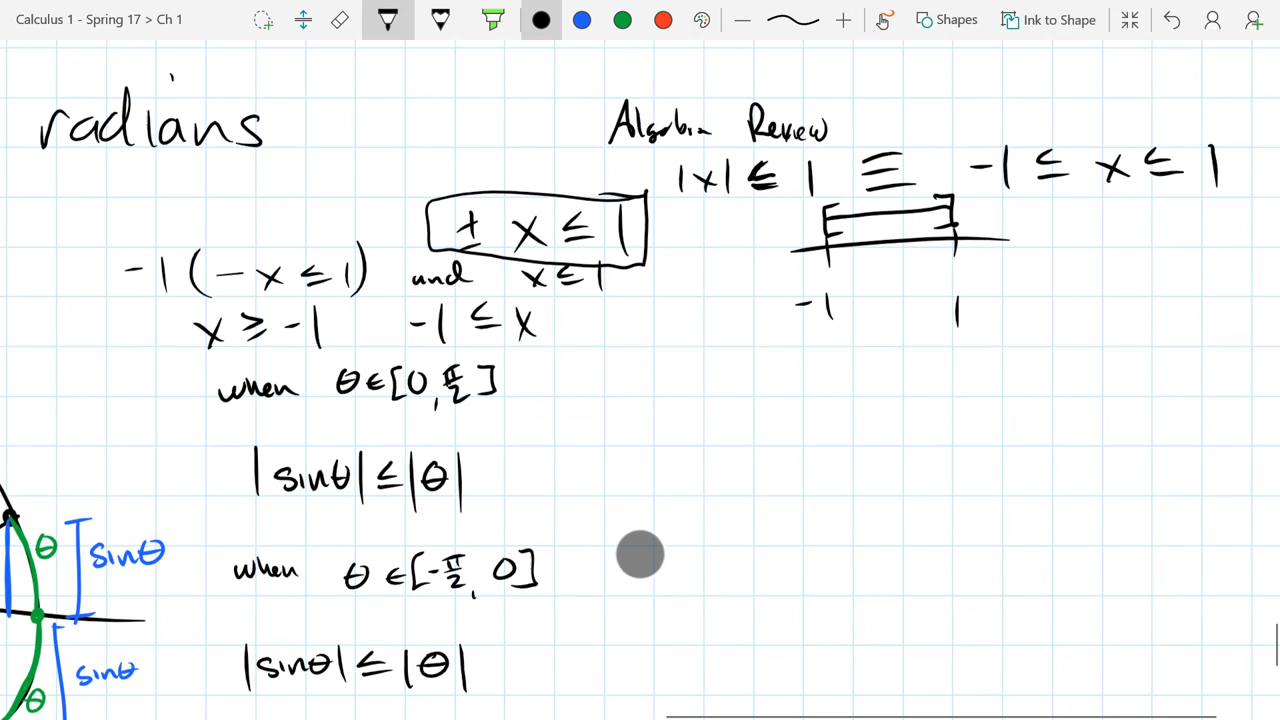 Calculus 1 - Spring 17 > Ch 1
Shapes
Ink to Shape
radians
Algebra Review
|x| ≤ 1 ≡ -1 ≤ x ≤ 1
± x ≤ 1
-1 (-x ≤ 1) and x ≤ 1
x ≥ -1 -1 ≤ x
-1 1
when θ ∈ [0, π/2]
|sinθ| ≤ |θ|
θ sinθ
when θ ∈ [-π/2, 0]
|sinθ| ≤ |θ|
sinθ
θ